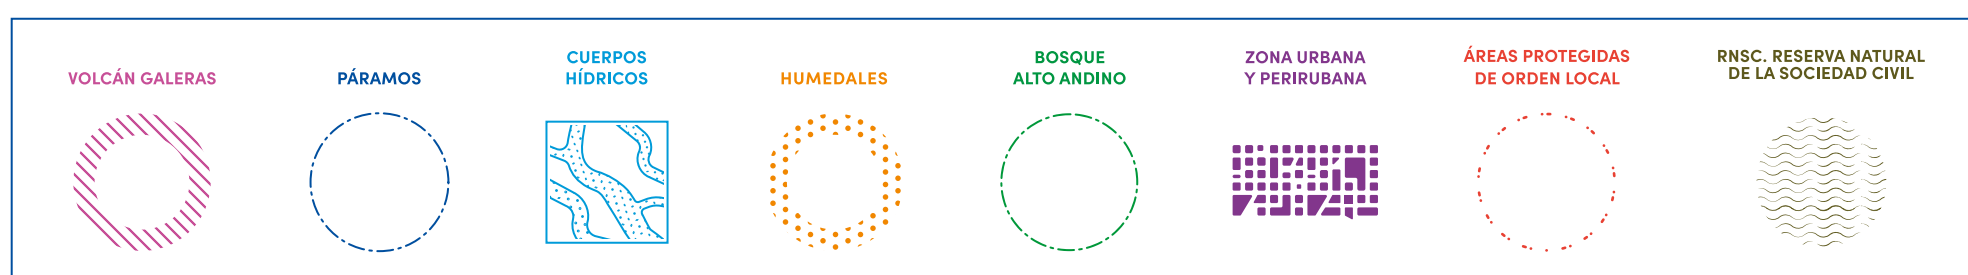 VOLCÁN GALERAS
PÁRAMOS
CUERPOS
HÍDRICOS
HUMEDALES
BOSQUE
ALTO ANDINO
ZONA URBANA
Y PERIRUBANA
ÁREAS PROTEGIDAS
DE ORDEN LOCAL
RNSC. RESERVA NATURAL
DE LA SOCIEDAD CIVIL